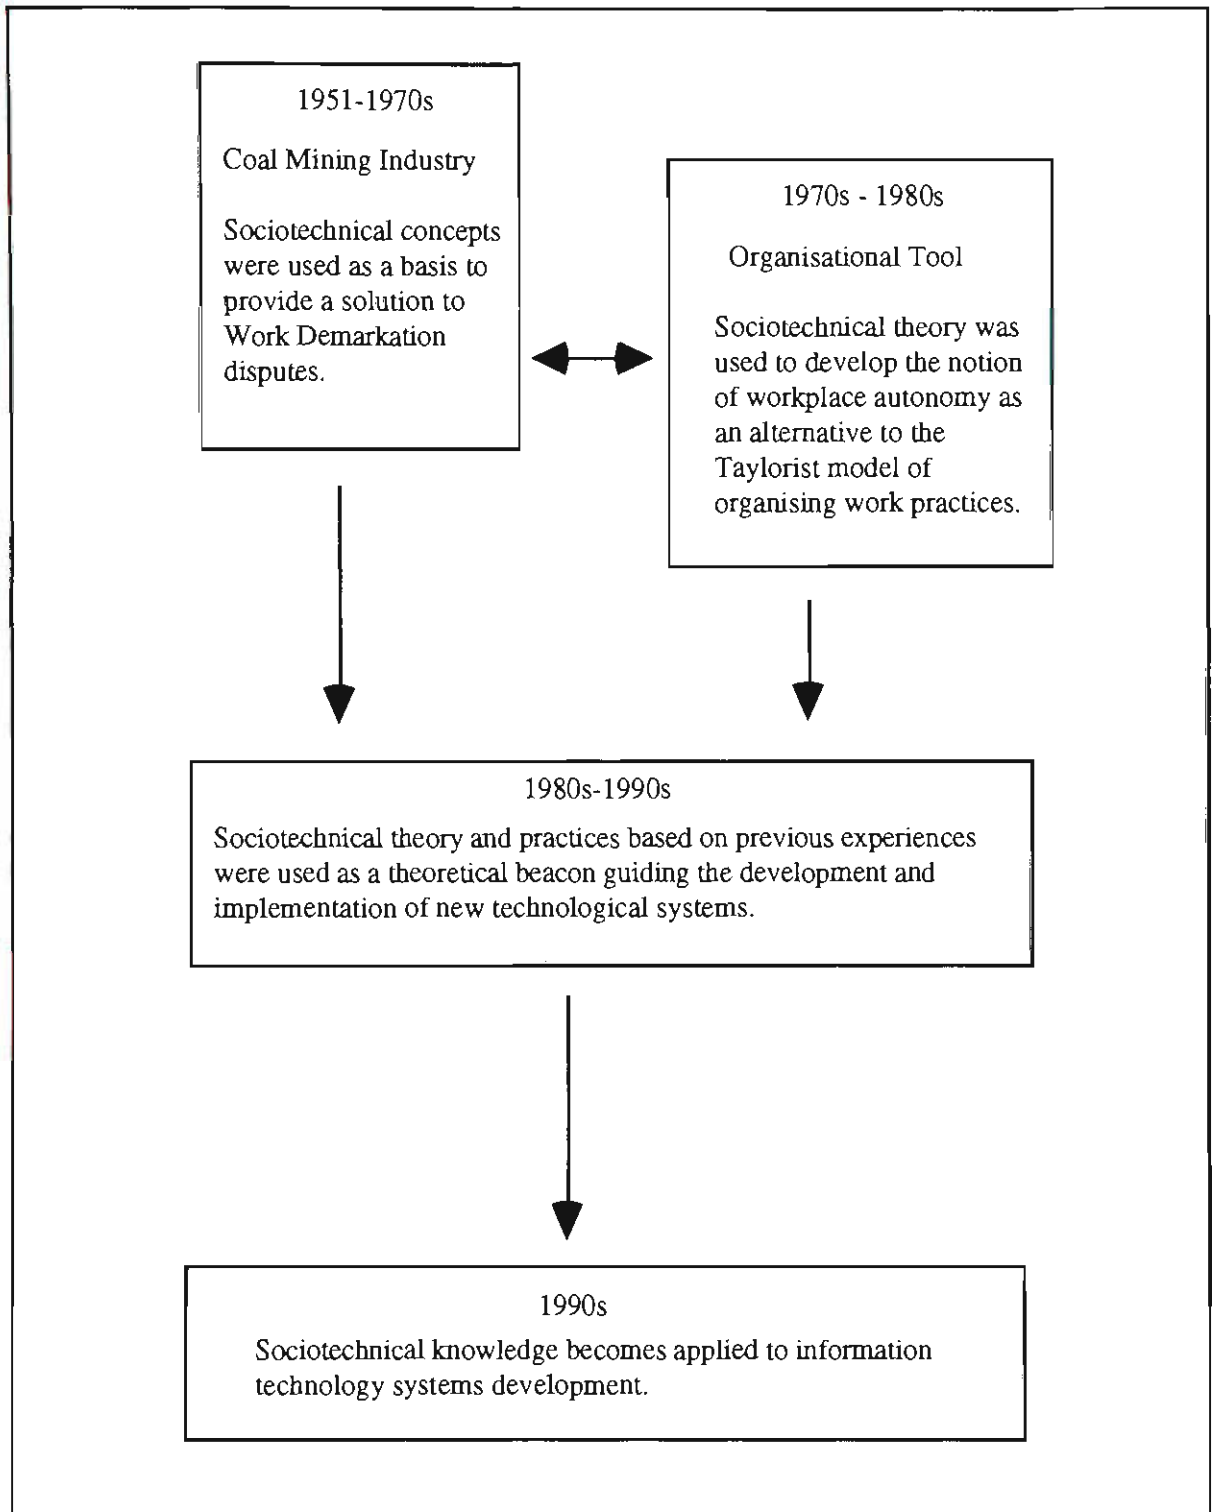 1951-1970s
Coal Mining Industry
Sociotechnical concepts
were used as a basis to
provide a solution to
Work Demarkation
disputes.
1970s - 1980s
Organisational Tool
Sociotechnical theory was
used to develop the notion
of workplace autonomy as
an alternative to the
Taylorist model of
organising work practices.
1980s-1990s
Sociotechnical theory and practices based on previous experiences
were used as a theoretical beacon guiding the development and
implementation of new technological systems.
1990s
Sociotechnical knowledge becomes applied to information
technology systems development.